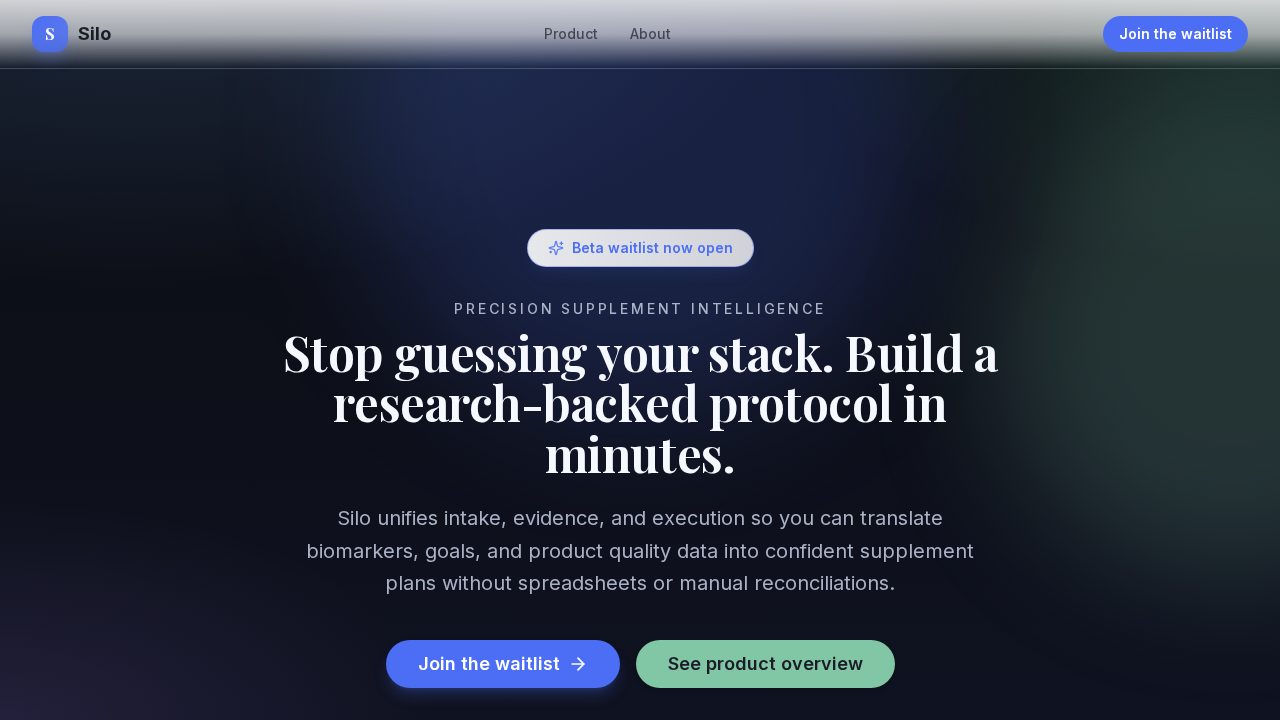 S Silo Product About Join the waitlist
Beta waitlist now open
PRECISION SUPPLEMENT INTELLIGENCE
Stop guessing your stack. Build a
research-backed protocol in
minutes.
Silo unifies intake, evidence, and execution so you can translate
biomarkers, goals, and product quality data into confident supplement
plans without spreadsheets or manual reconciliations.
Join the waitlist See product overview